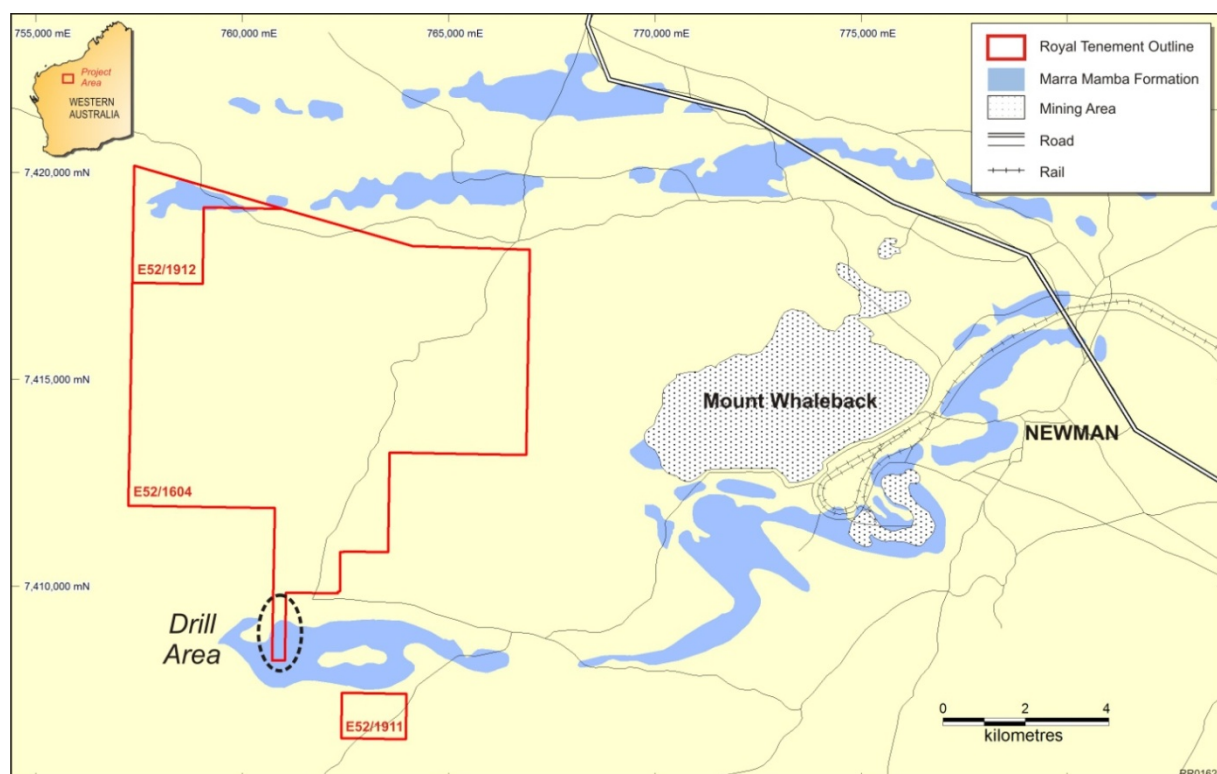 755,000 mE
760,000 mE
765,000 mE
770,000 mE
775,000 mE
Project
Area
WESTERN
AUSTRALIA
Royal Tenement Outline
Marra Mamba Formation
Mining Area
Road
Rail
7,420,000 mN
E52/1912
7,415,000 mN
Mount Whaleback
NEWMAN
E52/1604
7,410,000 mN
Drill
Area
E52/1911
0 2 4
kilometres